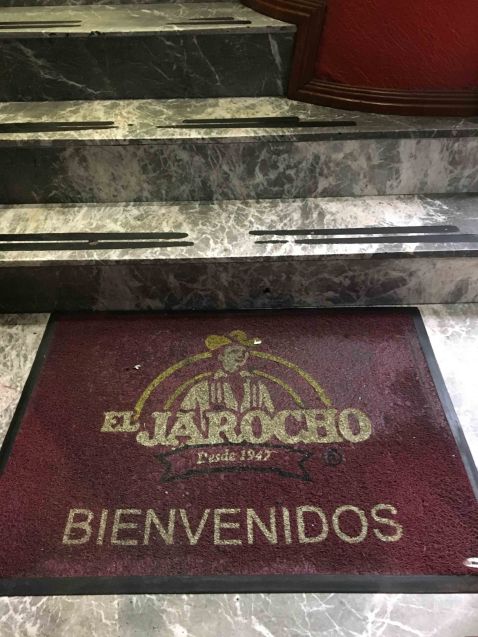 EL JAROCHO
Desde 1947
®
BIENVENIDOS